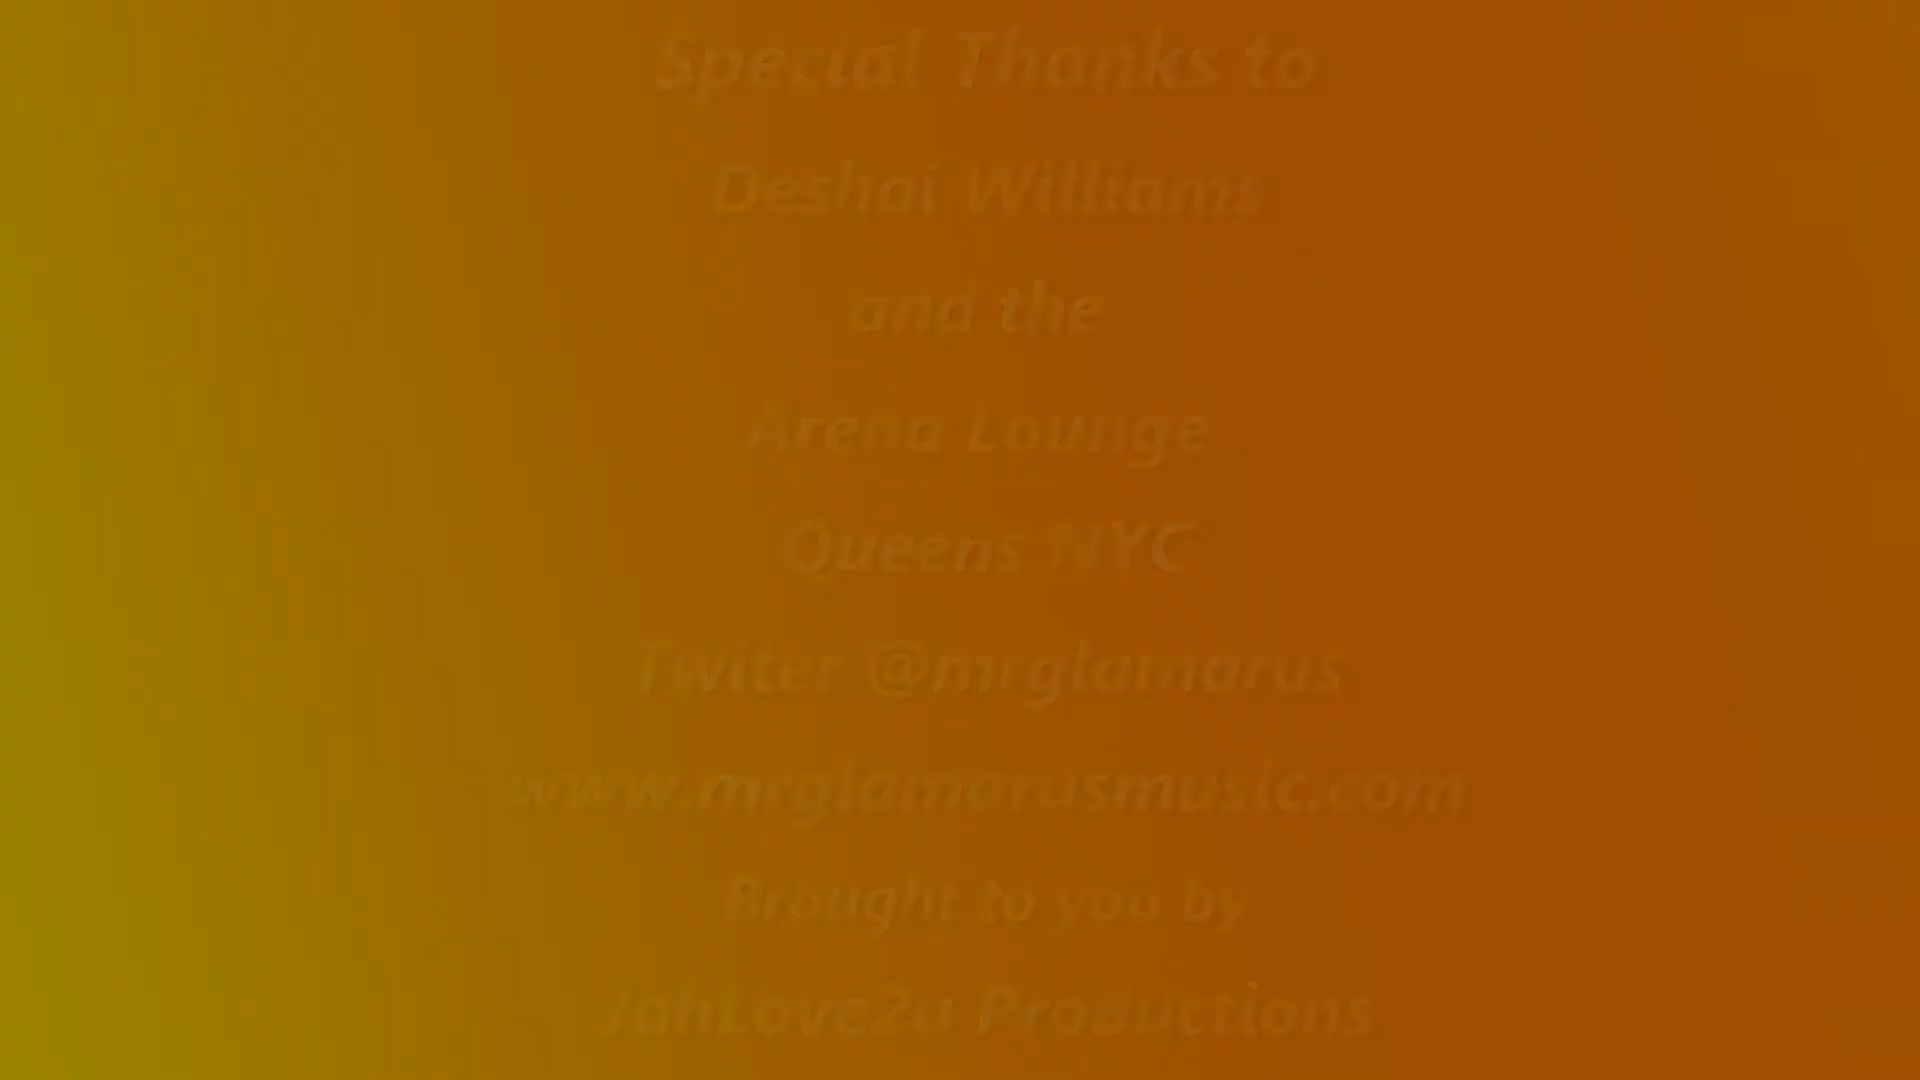 Special Thanks to
Deshai Williams
and the
Arena Lounge
Queens NYC
Twiter @mrglamarus
www.mrglamarusmusic.com
Brought to you by
JahLove2u Productions